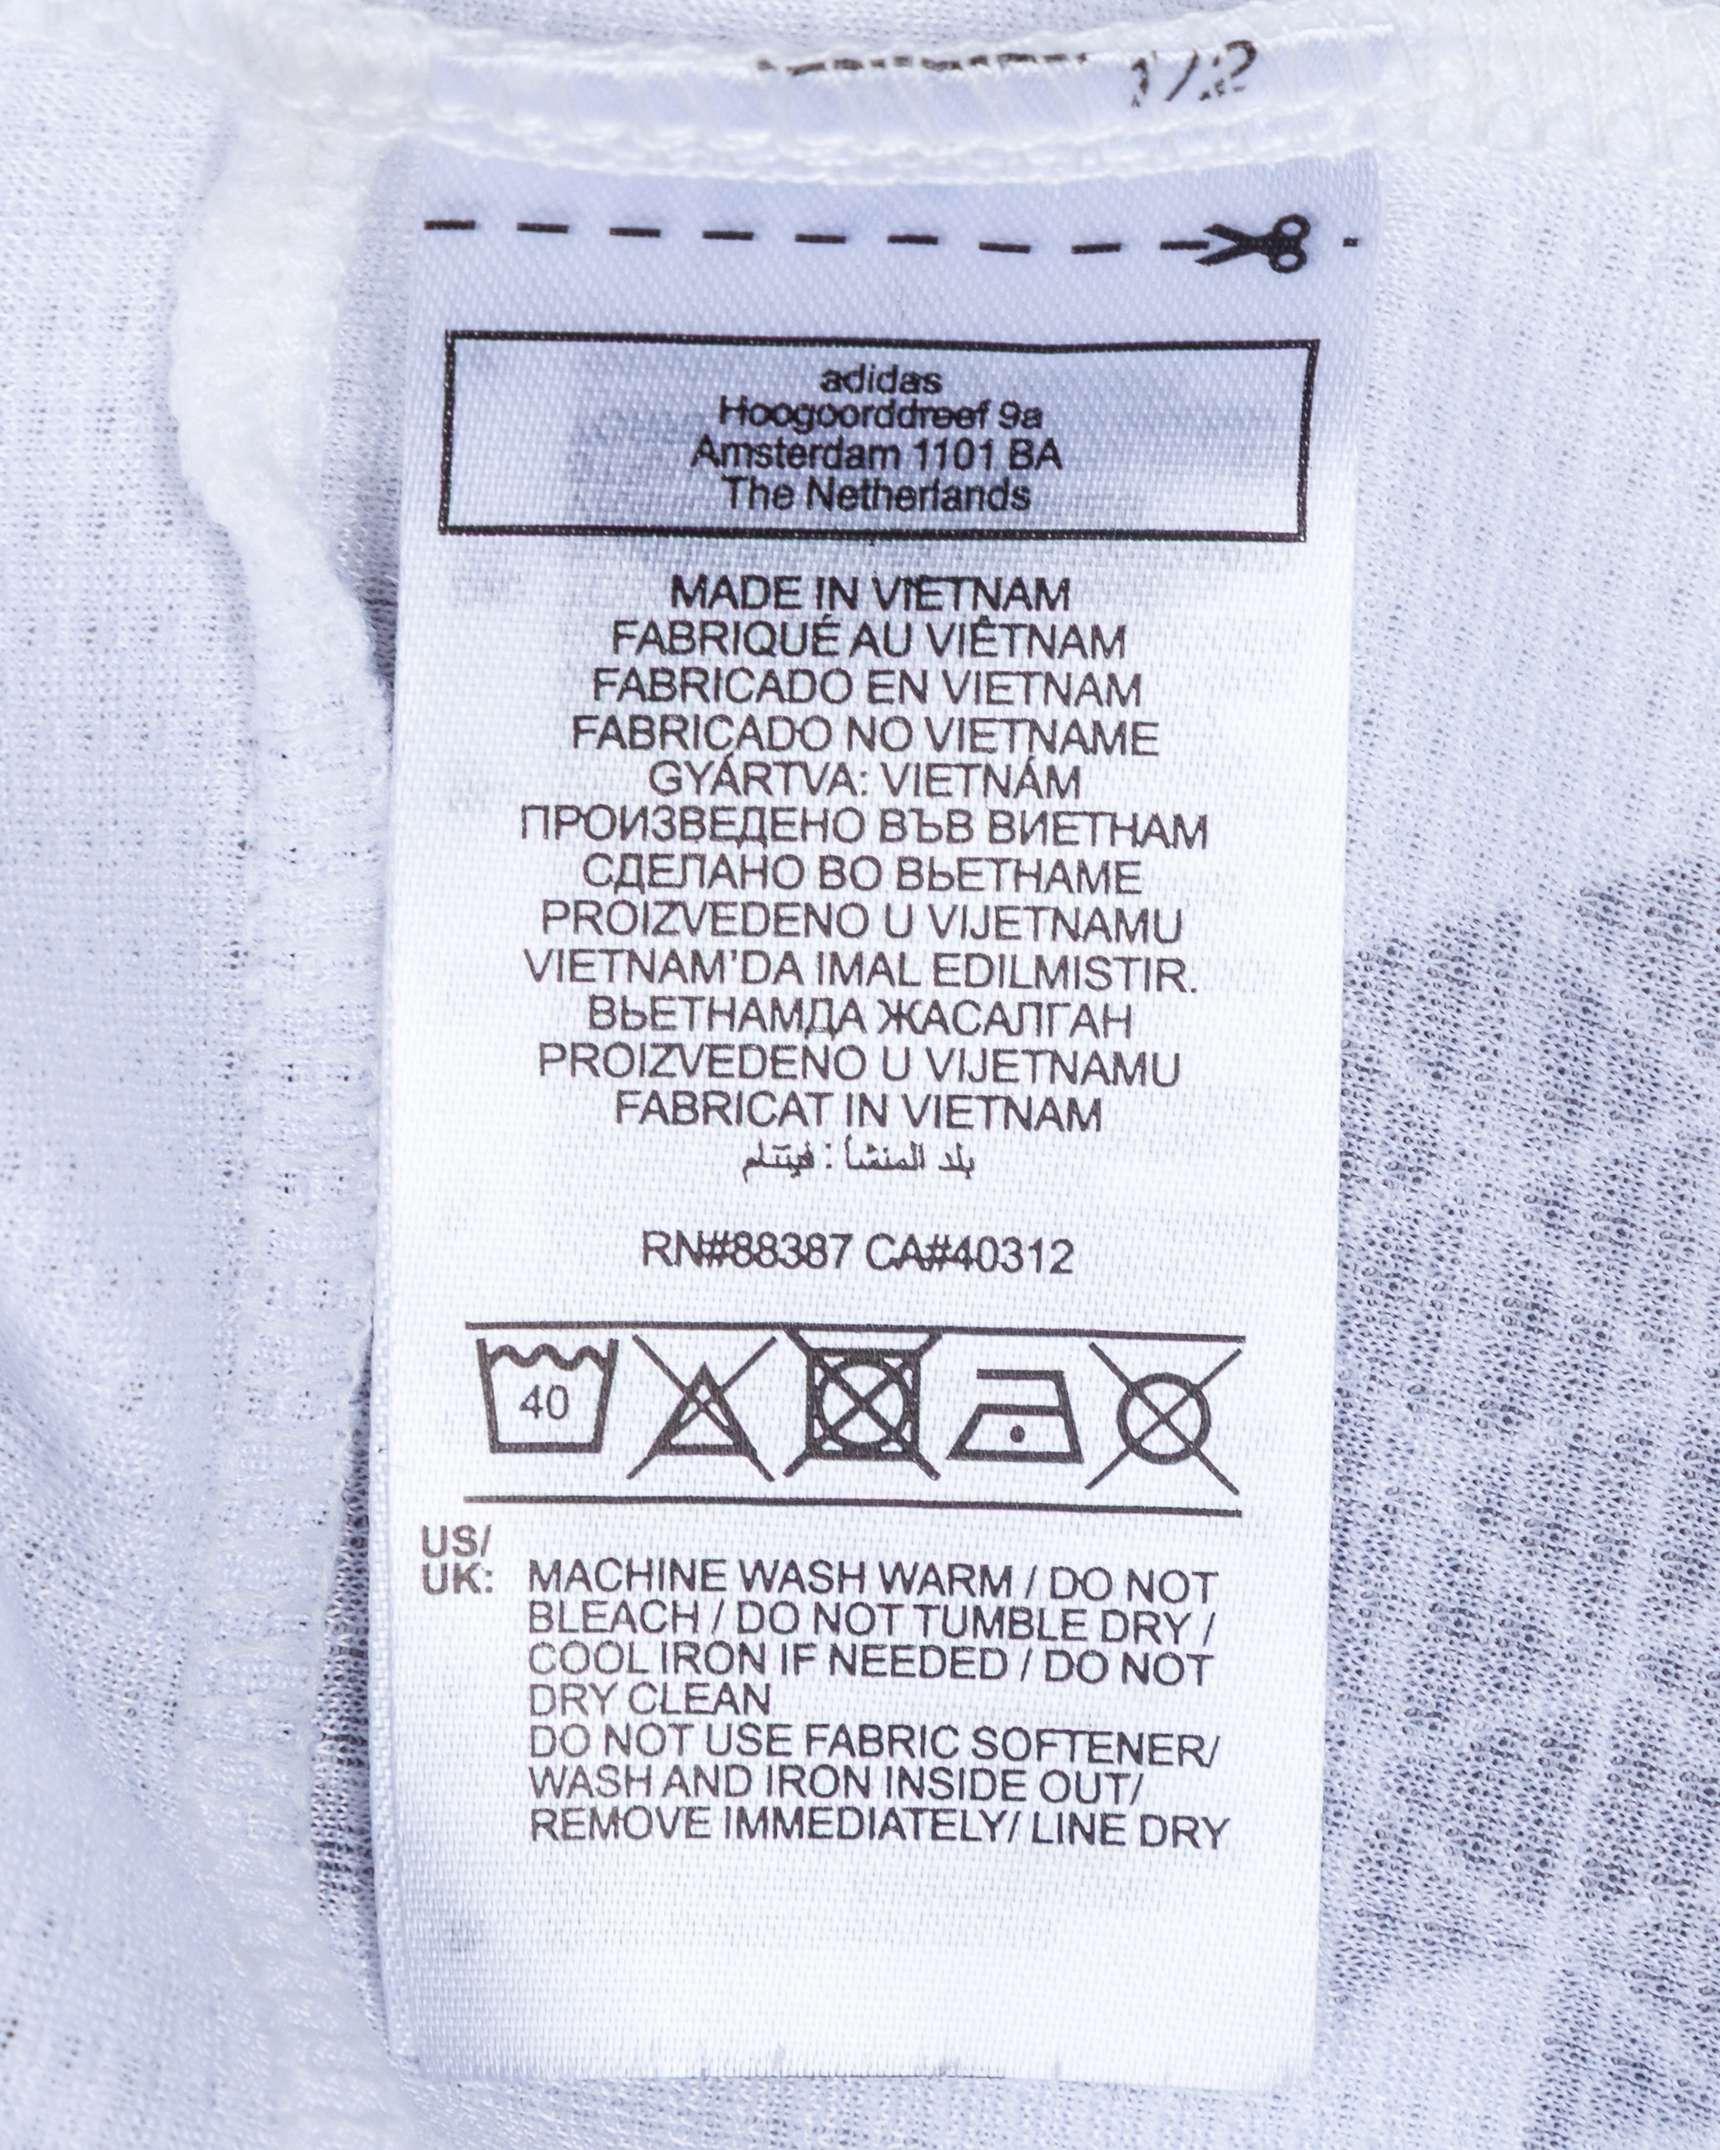 1/2
adidas
Hoogoorddreef 9a
Amsterdam 1101 BA
The Netherlands
MADE IN VIETNAM
FABRIQUÉ AU VIÊTNAM
FABRICADO EN VIETNAM
FABRICADO NO VIETNAME
GYÁRTVA: VIETNÁM
ПРОИЗВЕДЕНО ВЪВ ВИЕТНАМ
СДЕЛАНО ВО ВЬЕТНАМЕ
PROIZVEDENO U VIJETNAMU
VIETNAM'DA IMAL EDILMISTIR.
ВЬЕТНАМДА ЖАСАЛҒАН
PROIZVEDENO U VIJETNAMU
FABRICAT IN VIETNAM
بلد المنشأ : فيتنام
RN#88387 CA#40312
40
US/
UK: MACHINE WASH WARM / DO NOT
BLEACH / DO NOT TUMBLE DRY /
COOL IRON IF NEEDED / DO NOT
DRY CLEAN
DO NOT USE FABRIC SOFTENER/
WASH AND IRON INSIDE OUT/
REMOVE IMMEDIATELY/ LINE DRY